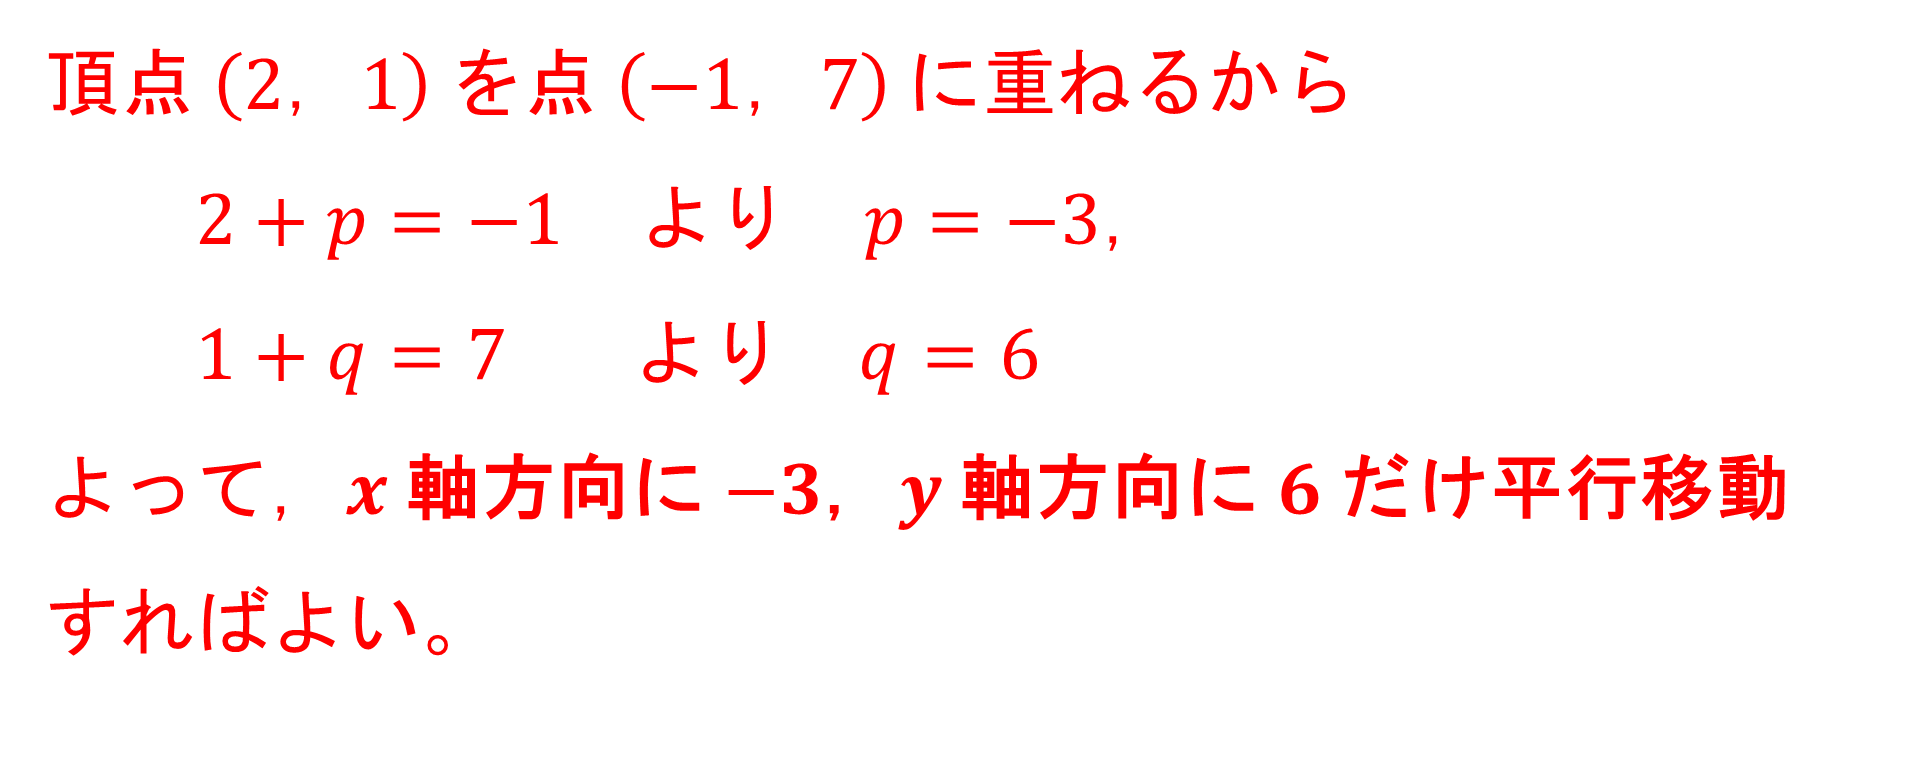 頂点 (2, 1) を点 (−1, 7) に重ねるから
2 + p = −1 より p = −3,
1 + q = 7 より q = 6
よって, x 軸方向に −3, y 軸方向に 6 だけ平行移動
すればよい。